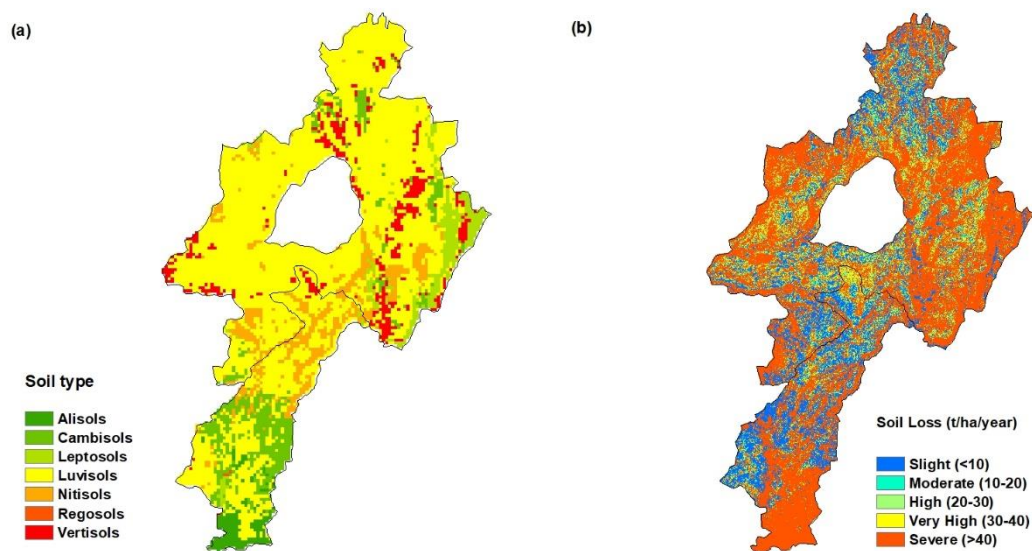 (a)
Soil type
Alisols
Cambisols
Leptosols
Luvisols
Nitisols
Regosols
Vertisols
(b)
Soil Loss (t/ha/year)
Slight (<10)
Moderate (10-20)
High (20-30)
Very High (30-40)
Severe (>40)